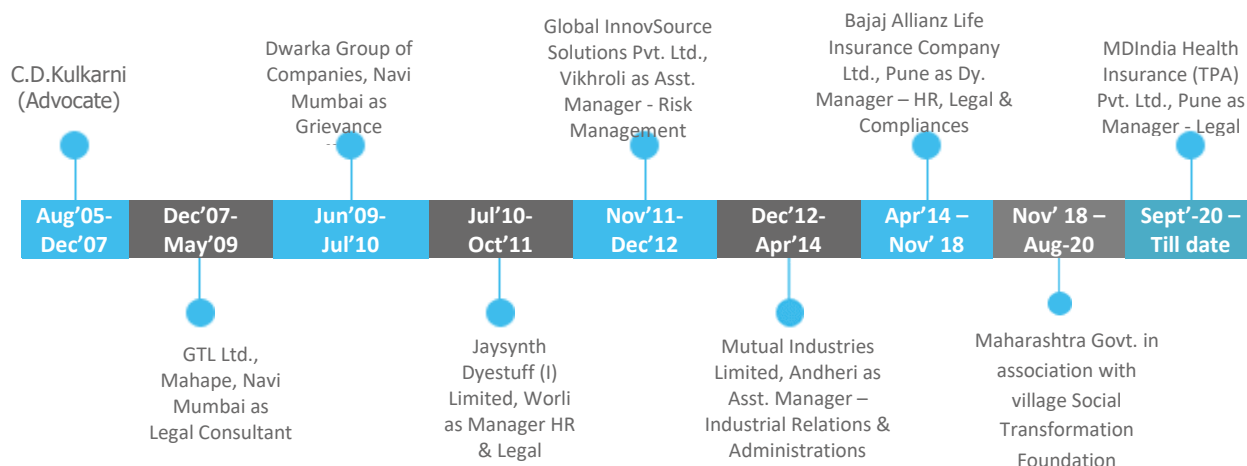 C.D.Kulkarni
(Advocate)
Dwarka Group of
Companies, Navi
Mumbai as
Grievance
Global InnovSource
Solutions Pvt. Ltd.,
Vikhroli as Asst.
Manager - Risk
Management
Bajaj Allianz Life
Insurance Company
Ltd., Pune as Dy.
Manager – HR, Legal &
Compliances
MDIndia Health
Insurance (TPA)
Pvt. Ltd., Pune as
Manager - Legal
Aug'05-
Dec'07
Dec'07-
May'09
Jun'09-
Jul'10
Jul'10-
Oct'11
Nov'11-
Dec'12
Dec'12-
Apr'14
Apr'14 –
Nov' 18
Nov' 18 –
Aug-20
Sept'-20 –
Till date
GTL Ltd.,
Mahape, Navi
Mumbai as
Legal Consultant
Jaysynth
Dyestuff (I)
Limited, Worli
as Manager HR
& Legal
Mutual Industries
Limited, Andheri as
Asst. Manager –
Industrial Relations &
Administrations
Maharashtra Govt. in
association with
village Social
Transformation
Foundation